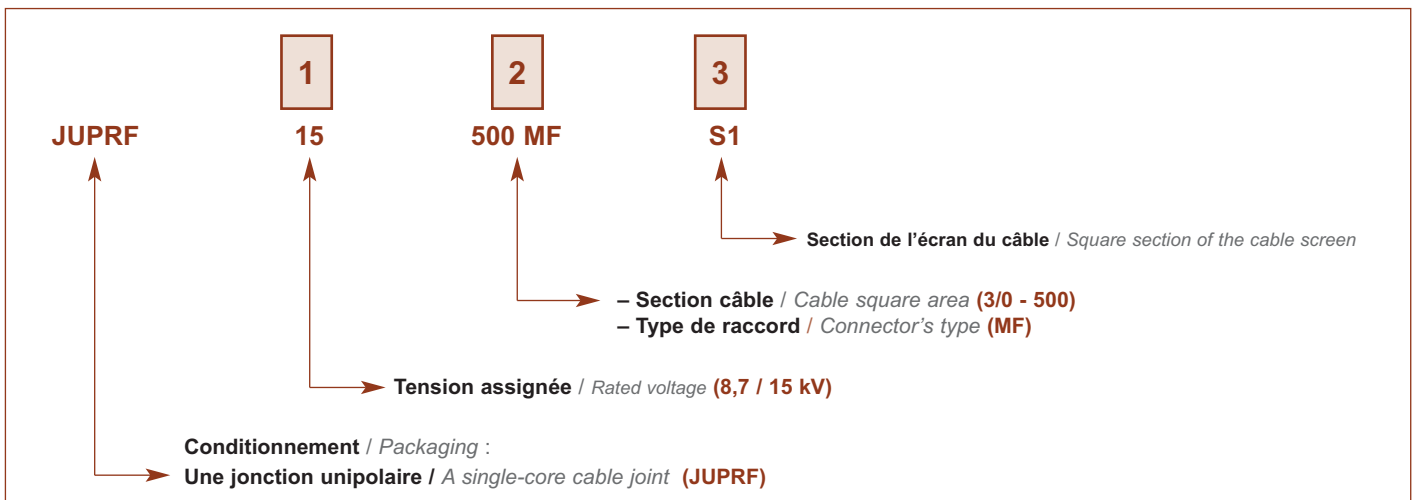 1 2 3
JUPRF 15 500 MF S1
Section de l'écran du câble / Square section of the cable screen
– Section câble / Cable square area (3/0 - 500)
– Type de raccord / Connector's type (MF)
Tension assignée / Rated voltage (8,7 / 15 kV)
Conditionnement / Packaging :
Une jonction unipolaire / A single-core cable joint (JUPRF)